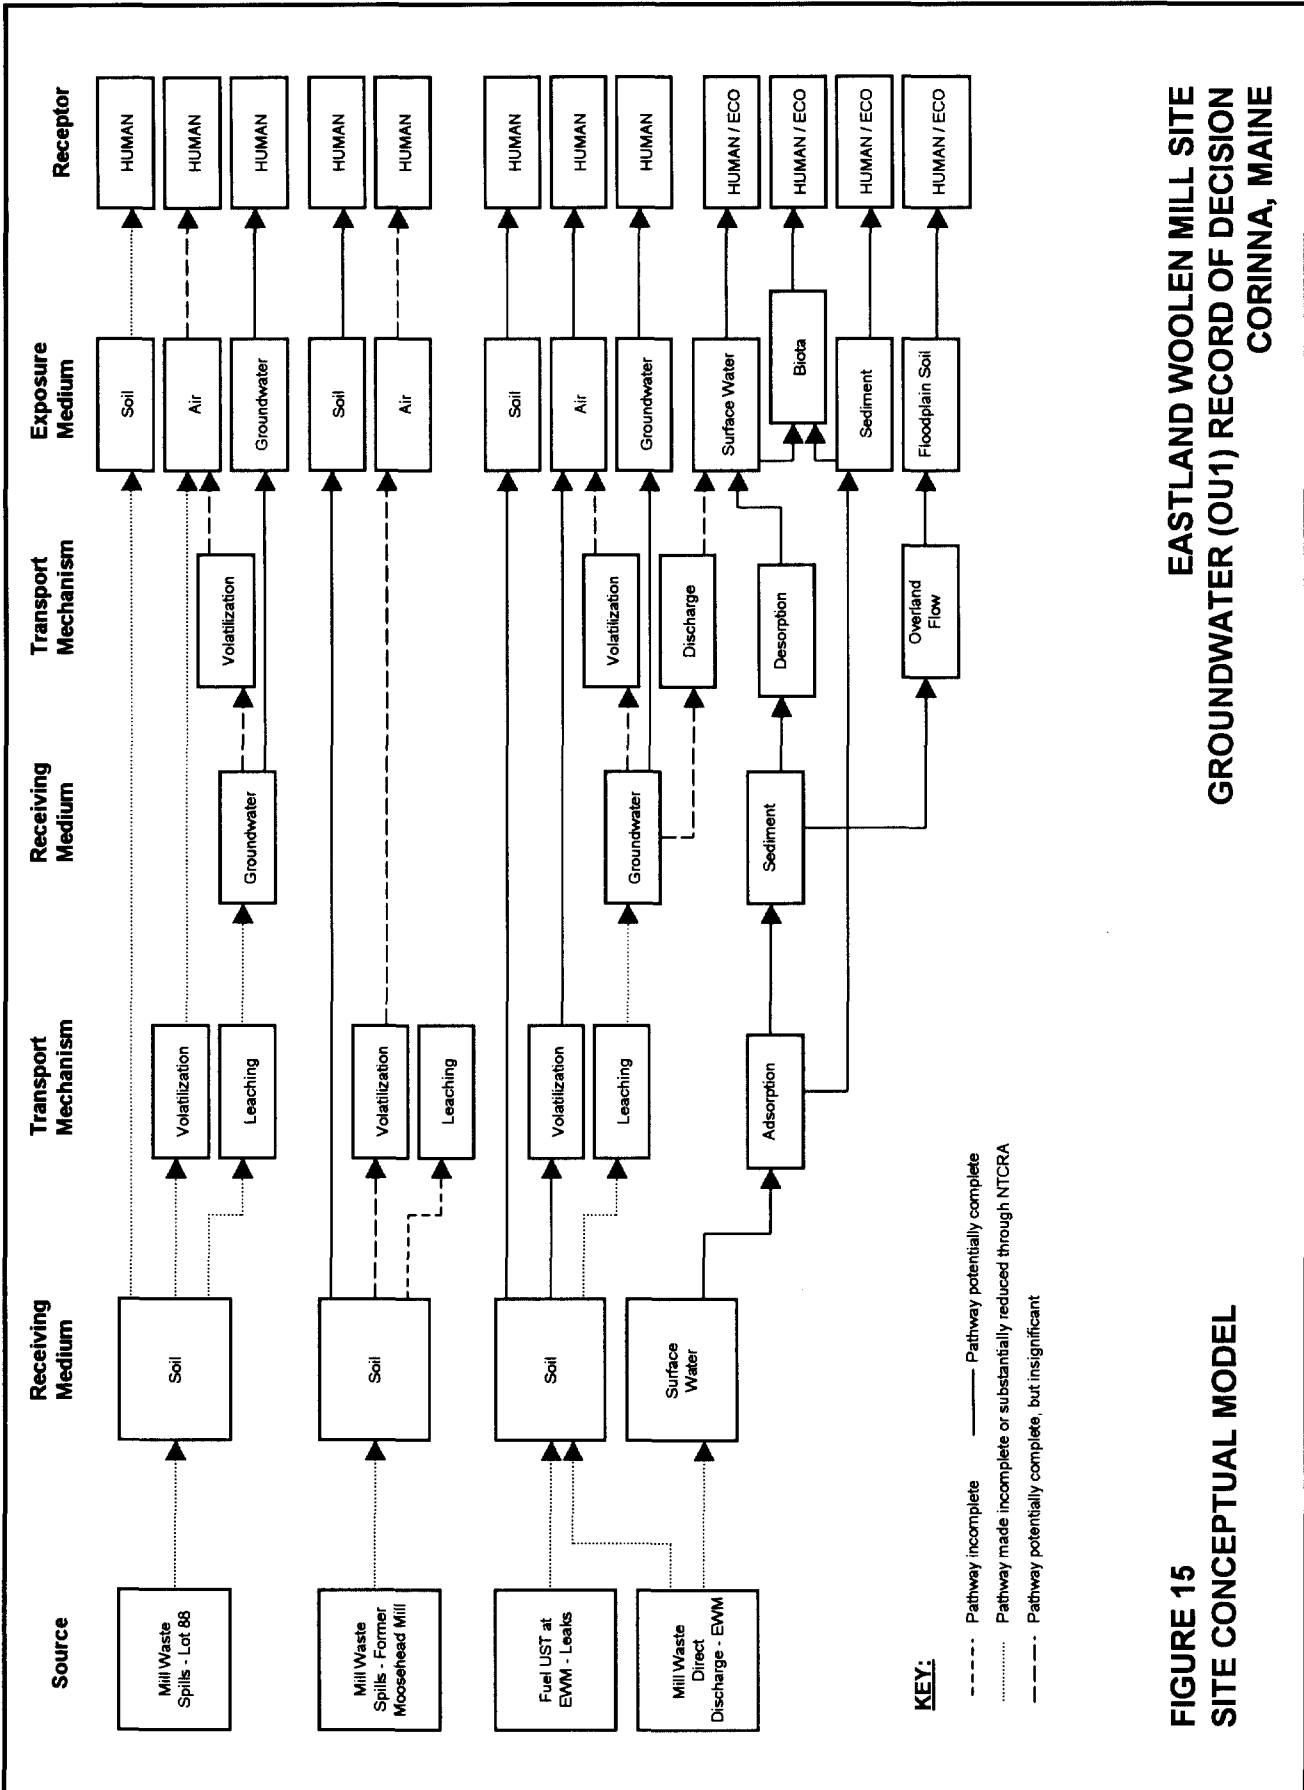 Source
Receiving
Medium
Transport
Mechanism
Receiving
Medium
Transport
Mechanism
Exposure
Medium
Receptor
Mill Waste
Spills - Lot 88
Soil
Volatilization
Leaching
Groundwater
Volatilization
Soil
Air
Groundwater
HUMAN
HUMAN
HUMAN
Mill Waste
Spills - Former
Moosehead Mill
Soil
Volatilization
Leaching
Soil
Air
HUMAN
HUMAN
Fuel UST at
EWM - Leaks
Soil
Volatilization
Leaching
Groundwater
Volatilization
Discharge
Soil
Air
Groundwater
HUMAN
HUMAN
HUMAN
Mill Waste
Direct
Discharge - EWM
Surface
Water
Adsorption
Sediment
Desorption
Overland
Flow
Surface Water
Biota
Sediment
Floodplain Soil
HUMAN / ECO
HUMAN / ECO
HUMAN / ECO
HUMAN / ECO
KEY:
Pathway incomplete
Pathway potentially complete
Pathway made incomplete or substantially reduced through NTCRA
Pathway potentially complete, but insignificant
FIGURE 15
SITE CONCEPTUAL MODEL
EASTLAND WOOLEN MILL SITE
GROUNDWATER (OU1) RECORD OF DECISION
CORINNA, MAINE